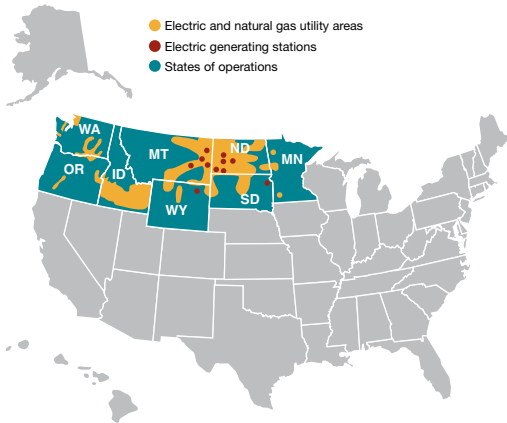 Electric and natural gas utility areas
Electric generating stations
States of operations
WA
MT
ND
MN
OR
ID
SD
WY